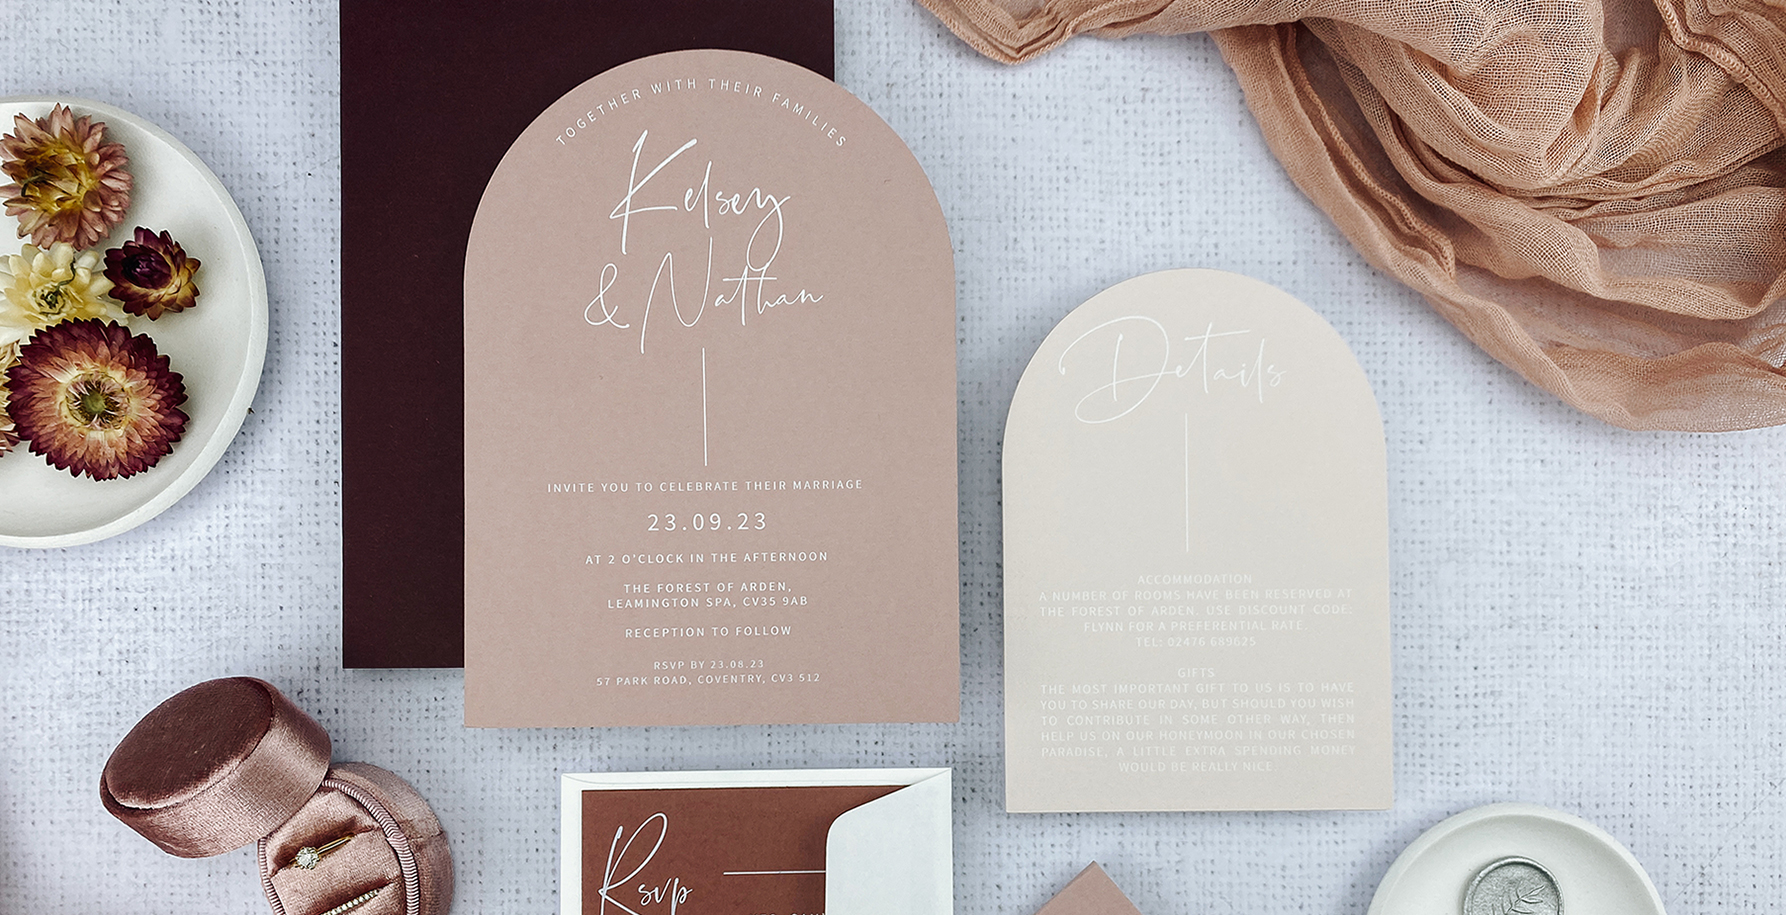 TOGETHER WITH THEIR FAMILIES
Kelsey
& Nathan
INVITE YOU TO CELEBRATE THEIR MARRIAGE
23.09.23
AT 2 O'CLOCK IN THE AFTERNOON
THE FOREST OF ARDEN,
LEAMINGTON SPA, CV35 9AB
RECEPTION TO FOLLOW
RSVP BY 23.08.23
57 PARK ROAD, COVENTRY, CV3 512
Details
ACCOMMODATION
A NUMBER OF ROOMS HAVE BEEN RESERVED AT
THE FOREST OF ARDEN. USE DISCOUNT CODE:
FLYNN FOR A PREFERENTIAL RATE.
TEL: 02476 689625
GIFTS
THE MOST IMPORTANT GIFT TO US IS TO HAVE
YOU TO SHARE OUR DAY, BUT SHOULD YOU WISH
TO CONTRIBUTE IN SOME OTHER WAY, THEN
HELP US ON OUR HONEYMOON IN OUR CHOSEN
PARADISE, A LITTLE EXTRA SPENDING MONEY
WOULD BE REALLY NICE.
Rsvp